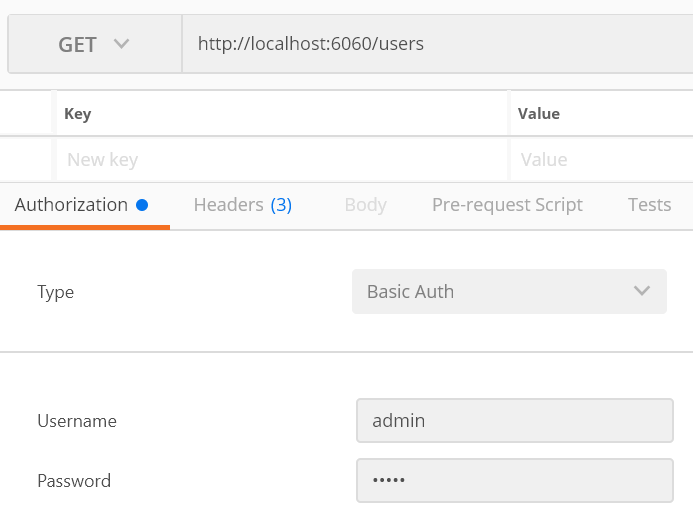 GET http://localhost:6060/users
Key Value
New key Value
Authorization Headers (3) Body Pre-request Script Tests
Type Basic Auth
Username admin
Password •••••